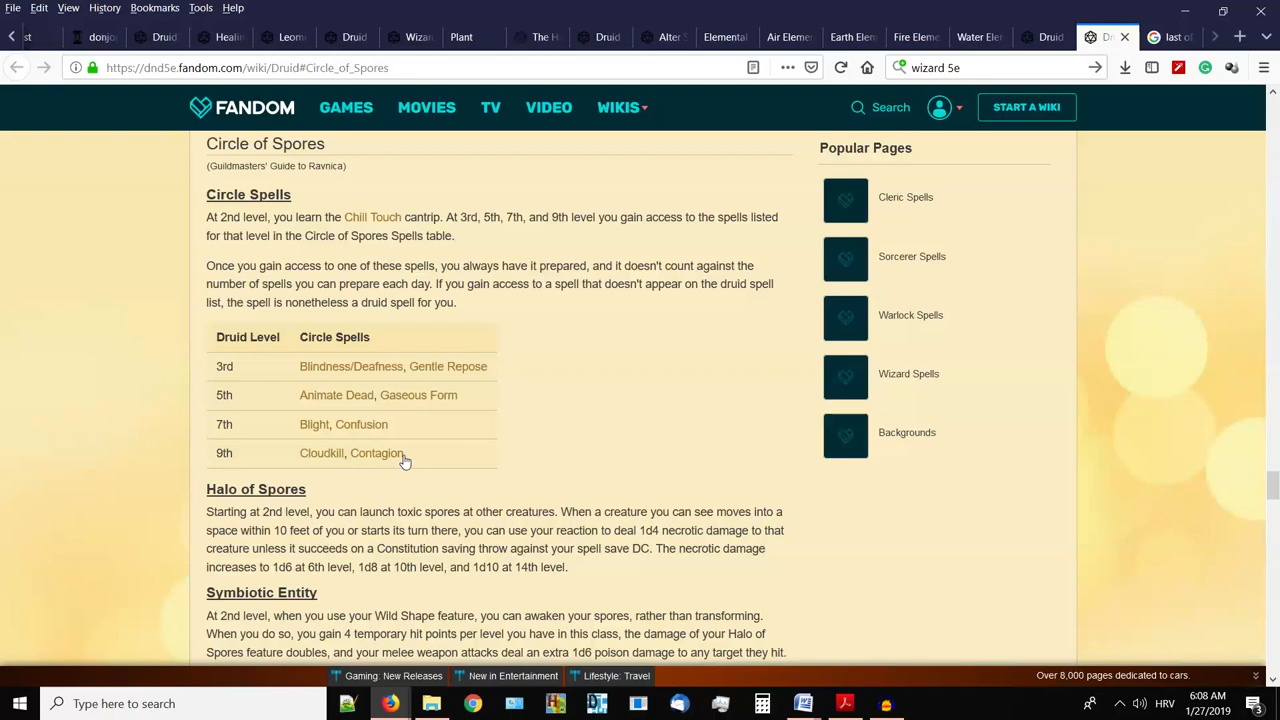 File Edit View History Bookmarks Tools Help
st donjo Druid Healin Leom Druid Wizar Plant The Ha Druid Alter S Elemental Air Elem Earth Elem Fire Elem Water Elem Druid Dr last of
https://dnd5e.fandom.com/wiki/Druid#Circle_of_Spores
wizard 5e
FANDOM GAMES MOVIES TV VIDEO WIKIS Search START A WIKI
Circle of Spores
(Guildmasters' Guide to Ravnica)
Circle Spells
At 2nd level, you learn the Chill Touch cantrip. At 3rd, 5th, 7th, and 9th level you gain access to the spells listed
for that level in the Circle of Spores Spells table.
Once you gain access to one of these spells, you always have it prepared, and it doesn't count against the
number of spells you can prepare each day. If you gain access to a spell that doesn't appear on the druid spell
list, the spell is nonetheless a druid spell for you.
Druid Level Circle Spells
3rd Blindness/Deafness, Gentle Repose
5th Animate Dead, Gaseous Form
7th Blight, Confusion
9th Cloudkill, Contagion
Halo of Spores
Starting at 2nd level, you can launch toxic spores at other creatures. When a creature you can see moves into a
space within 10 feet of you or starts its turn there, you can use your reaction to deal 1d4 necrotic damage to that
creature unless it succeeds on a Constitution saving throw against your spell save DC. The necrotic damage
increases to 1d6 at 6th level, 1d8 at 10th level, and 1d10 at 14th level.
Symbiotic Entity
At 2nd level, when you use your Wild Shape feature, you can awaken your spores, rather than transforming.
When you do so, you gain 4 temporary hit points per level you have in this class, the damage of your Halo of
Spores feature doubles, and your melee weapon attacks deal an extra 1d6 poison damage to any target they hit.
Popular Pages
Cleric Spells
Sorcerer Spells
Warlock Spells
Wizard Spells
Backgrounds
Gaming: New Releases New in Entertainment Lifestyle: Travel Over 8,000 pages dedicated to cars.
Type here to search
HRV
6:08 AM
1/27/2019
3